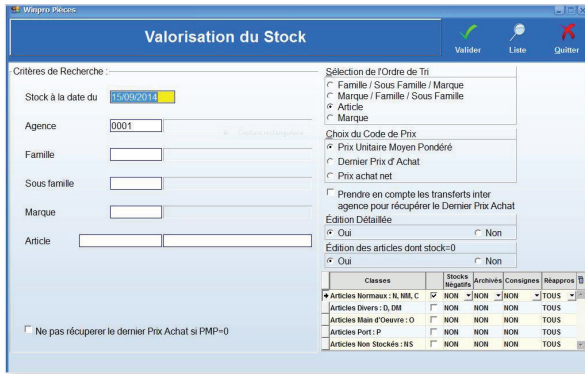 Winpro Pièces
Valorisation du Stock
Valider
Liste
Quitter
Critères de Recherche :
Stock à la date du 15/09/2014
Agence 0001
Famille
Sous famille
Marque
Article
Ne pas récuperer le dernier Prix Achat si PMP=0
Sélection de l'Ordre de Tri
Famille / Sous Famille / Marque
Marque / Famille / Sous Famille
Article
Marque
Choix du Code de Prix
Prix Unitaire Moyen Pondéré
Dernier Prix d' Achat
Prix achat net
Prendre en compte les transferts inter
agence pour récupérer le Dernier Prix Achat
Édition Détaillée
Oui Non
Édition des articles dont stock=0
Oui Non
Classes Stocks Négatifs Archivés Consignes Réappros
Articles Normaux : N, NM, C NON NON NON TOUS
Articles Divers : D, DM NON NON NON TOUS
Articles Main d'Oeuvre : O NON NON NON TOUS
Articles Port : P NON NON NON TOUS
Articles Non Stockés : NS NON NON NON TOUS